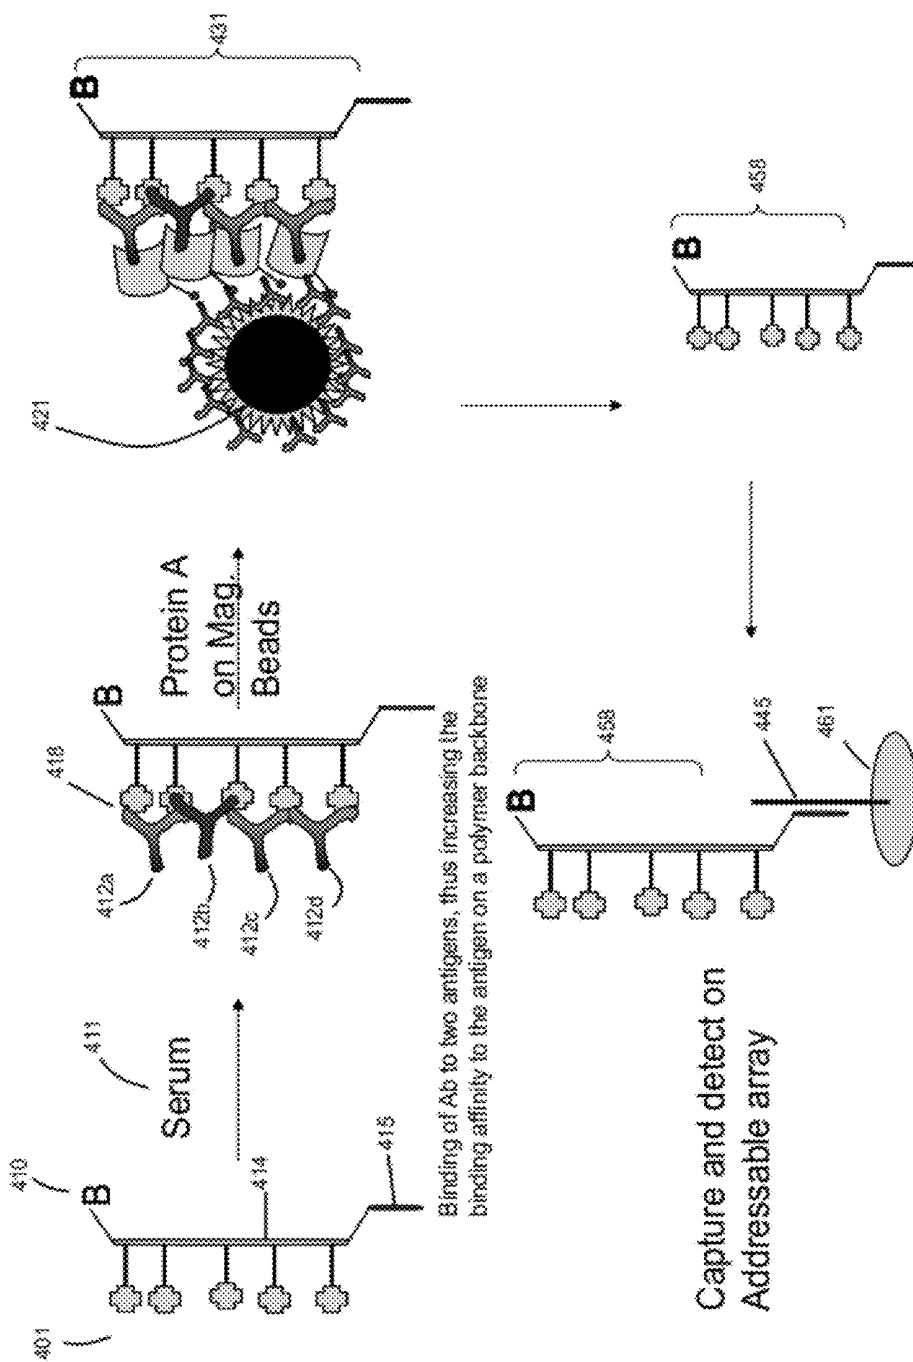 401
410
B
414
415
411
Serum
412a
412b
412c
412d
418
B
Protein A
on Mag.
Beads
421
B
431
Binding of Ab to two antigens, thus increasing the
binding affinity to the antigen on a polymer backbone
Capture and detect on
Addressable array
B
458
445
461
B
458